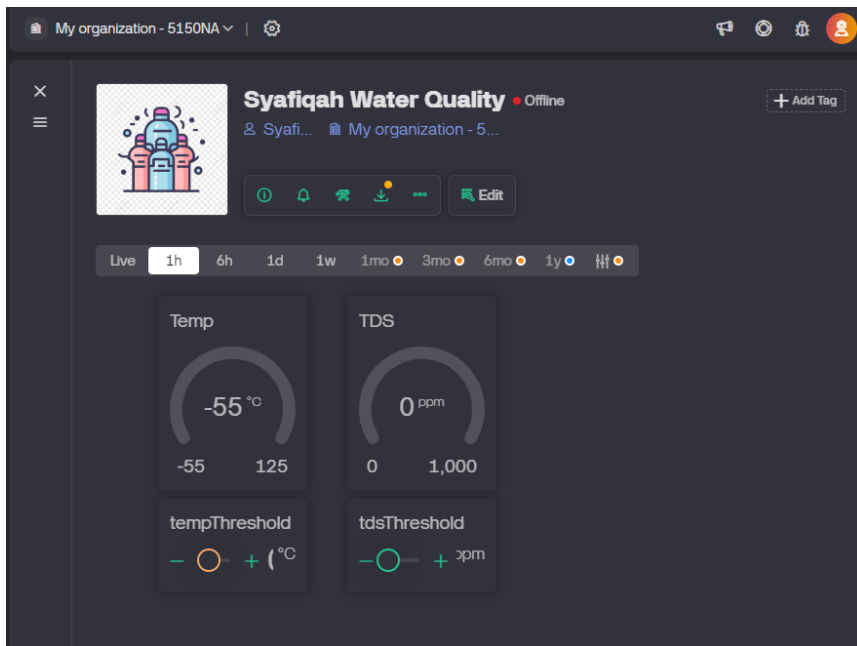 My organization - 5150NA
Syafiqah Water Quality Offline
Add Tag
Syafi... My organization - 5...
Edit
Live 1h 6h 1d 1w 1mo 3mo 6mo 1y
Temp TDS
-55 °C 0 ppm
-55 125 0 1,000
tempThreshold tdsThreshold
°C ppm